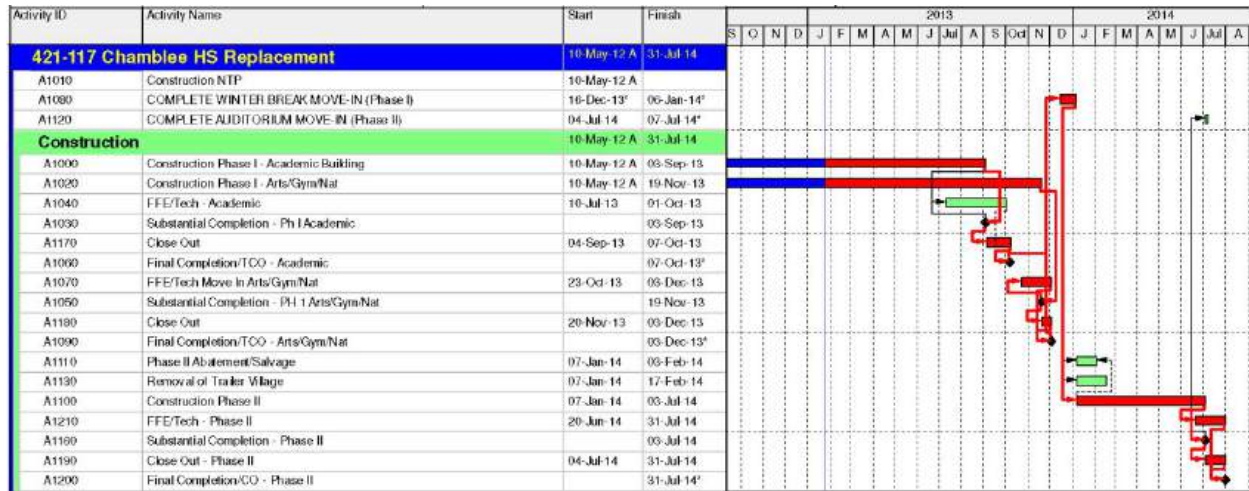 Activity ID Activity Name Start Finish 2013 2014
S O N D J F M A M J Jul A S Oct N D J F M A M J Jul A
421-117 Chamblee HS Replacement 10-May-12 A 31-Jul-14
A1010 Construction NTP 10-May-12 A
A1080 COMPLETE WINTER BREAK MOVE-IN (Phase I) 16-Dec-13* 06-Jan-14*
A1120 COMPLETE AUDITORIUM MOVE-IN (Phase II) 04-Jul-14 07-Jul-14*
Construction 10-May-12 A 31-Jul-14
A1000 Construction Phase I - Academic Building 10-May-12 A 03-Sep-13
A1020 Construction Phase I - Arts/Gym/Nat 10-May-12 A 19-Nov-13
A1040 FFE/Tech - Academic 10-Jul-13 01-Oct-13
A1030 Substantial Completion - Ph I Academic 03-Sep-13
A1170 Close Out 04-Sep-13 07-Oct-13
A1060 Final Completion/TCO - Academic 07-Oct-13*
A1070 FFE/Tech Move In Arts/Gym/Nat 23-Oct-13 03-Dec-13
A1050 Substantial Completion - PH 1 Arts/Gym/Nat 19-Nov-13
A1180 Close Out 20-Nov-13 03-Dec-13
A1090 Final Completion/TCO - Arts/Gym/Nat 03-Dec-13*
A1110 Phase II Abatement/Salvage 07-Jan-14 03-Feb-14
A1130 Removal of Trailer Village 07-Jan-14 17-Feb-14
A1100 Construction Phase II 07-Jan-14 03-Jul-14
A1210 FFE/Tech - Phase II 20-Jun-14 31-Jul-14
A1160 Substantial Completion - Phase II 03-Jul-14
A1190 Close Out - Phase II 04-Jul-14 31-Jul-14
A1200 Final Completion/CO - Phase II 31-Jul-14*